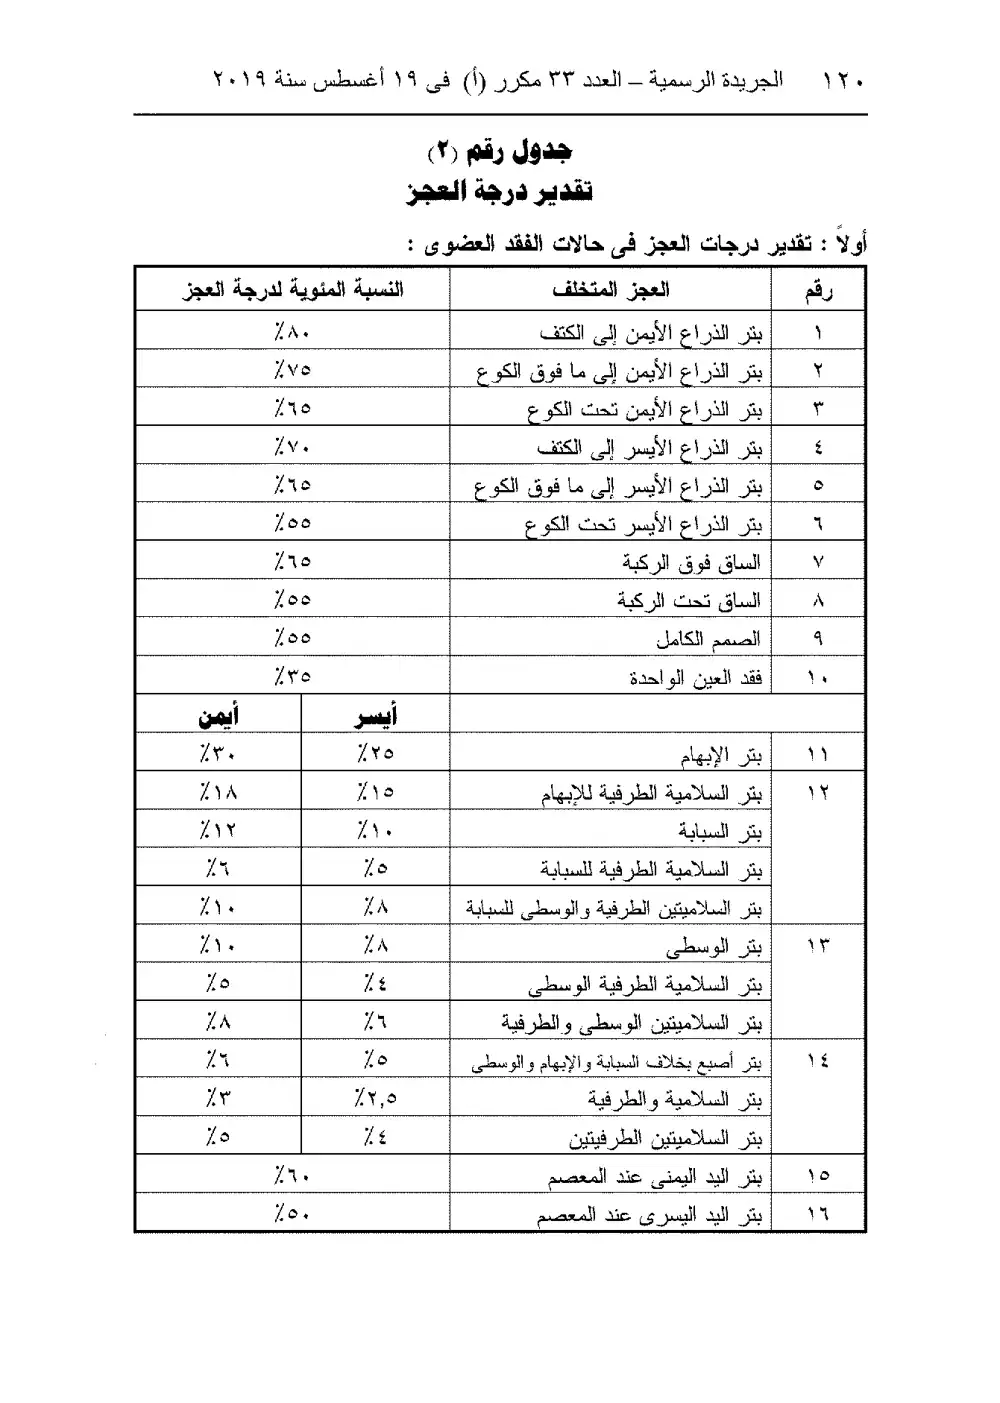 ١٢٠ الجريدة الرسمية – العدد ٣٣ مكرر (أ) فى ١٩ أغسطس سنة ٢٠١٩
جدول رقم (٢)
تقدير درجة العجز
أولاً : تقدير درجات العجز فى حالات الفقد العضوى :
رقم العجز المتخلف النسبة المئوية لدرجة العجز
١ بتر الذراع الأيمن إلى الكتف ٨٠٪
٢ بتر الذراع الأيمن إلى ما فوق الكوع ٧٥٪
٣ بتر الذراع الأيمن تحت الكوع ٦٥٪
٤ بتر الذراع الأيسر إلى الكتف ٧٠٪
٥ بتر الذراع الأيسر إلى ما فوق الكوع ٦٥٪
٦ بتر الذراع الأيسر تحت الكوع ٥٥٪
٧ الساق فوق الركبة ٦٥٪
٨ الساق تحت الركبة ٥٥٪
٩ الصمم الكامل ٥٥٪
١٠ فقد العين الواحدة ٣٥٪
أيسر أيمن
١١ بتر الإبهام ٢٥٪ ٣٠٪
١٢ بتر السلامية الطرفية للإبهام ١٥٪ ١٨٪
بتر السبابة ١٠٪ ١٢٪
بتر السلامية الطرفية للسبابة ٥٪ ٦٪
بتر السلاميتين الطرفية والوسطى للسبابة ٨٪ ١٠٪
١٣ بتر الوسطى ٨٪ ١٠٪
بتر السلامية الطرفية الوسطى ٤٪ ٥٪
بتر السلاميتين الوسطى والطرفية ٦٪ ٨٪
١٤ بتر أصبع بخلاف السبابة والإبهام والوسطى ٥٪ ٦٪
بتر السلامية والطرفية ٢,٥٪ ٣٪
بتر السلاميتين الطرفيتين ٤٪ ٥٪
١٥ بتر اليد اليمنى عند المعصم ٦٠٪
١٦ بتر اليد اليسرى عند المعصم ٥٠٪